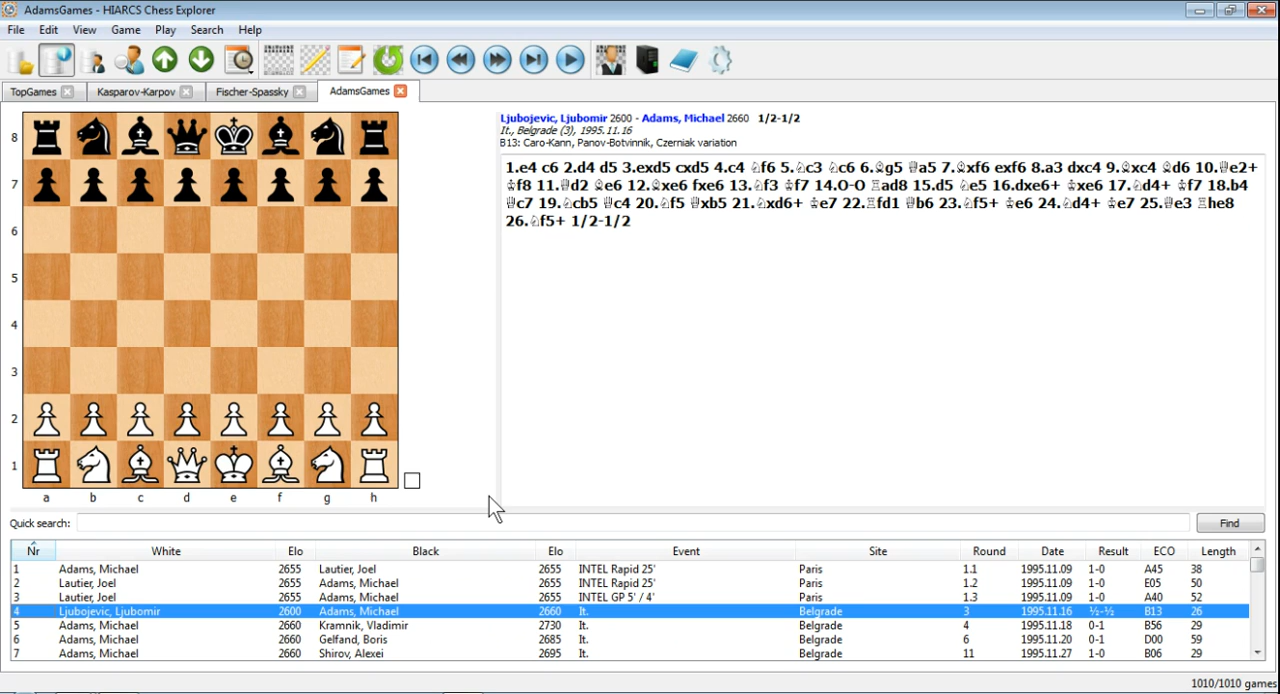 AdamsGames - HIARCS Chess Explorer
File Edit View Game Play Search Help
TopGames Kasparov-Karpov Fischer-Spassky AdamsGames
8
7
6
5
4
3
2
1
a b c d e f g h
Ljubojevic, Ljubomir 2600 - Adams, Michael 2660 1/2-1/2
It., Belgrade (3), 1995.11.16
B13: Caro-Kann, Panov-Botvinnik, Czerniak variation
1.e4 c6 2.d4 d5 3.exd5 cxd5 4.c4 ♘f6 5.♘c3 ♘c6 6.♗g5 ♕a5 7.♗xf6 exf6 8.a3 dxc4 9.♗xc4 ♗d6 10.♕e2+
♔f8 11.♕d2 ♗e6 12.♗xe6 fxe6 13.♘f3 ♔f7 14.O-O ♖ad8 15.d5 ♘e5 16.dxe6+ ♔xe6 17.♘d4+ ♔f7 18.b4
♕c7 19.♘cb5 ♕c4 20.♘f5 ♕xb5 21.♘xd6+ ♔e7 22.♖fd1 ♕b6 23.♘f5+ ♔e6 24.♘d4+ ♔e7 25.♕e3 ♖he8
26.♘f5+ 1/2-1/2
Quick search: Find
Nr White Elo Black Elo Event Site Round Date Result ECO Length
1 Adams, Michael 2655 Lautier, Joel 2655 INTEL Rapid 25' Paris 1.1 1995.11.09 1-0 A45 38
2 Lautier, Joel 2655 Adams, Michael 2655 INTEL Rapid 25' Paris 1.2 1995.11.09 1-0 E05 50
3 Lautier, Joel 2655 Adams, Michael 2655 INTEL GP 5' / 4' Paris 1.3 1995.11.09 1-0 A40 52
4 Ljubojevic, Ljubomir 2600 Adams, Michael 2660 It. Belgrade 3 1995.11.16 ½-½ B13 26
5 Adams, Michael 2660 Kramnik, Vladimir 2730 It. Belgrade 4 1995.11.18 0-1 B56 29
6 Adams, Michael 2660 Gelfand, Boris 2685 It. Belgrade 6 1995.11.20 0-1 D00 59
7 Adams, Michael 2660 Shirov, Alexei 2695 It. Belgrade 11 1995.11.27 1-0 B06 29
1010/1010 games